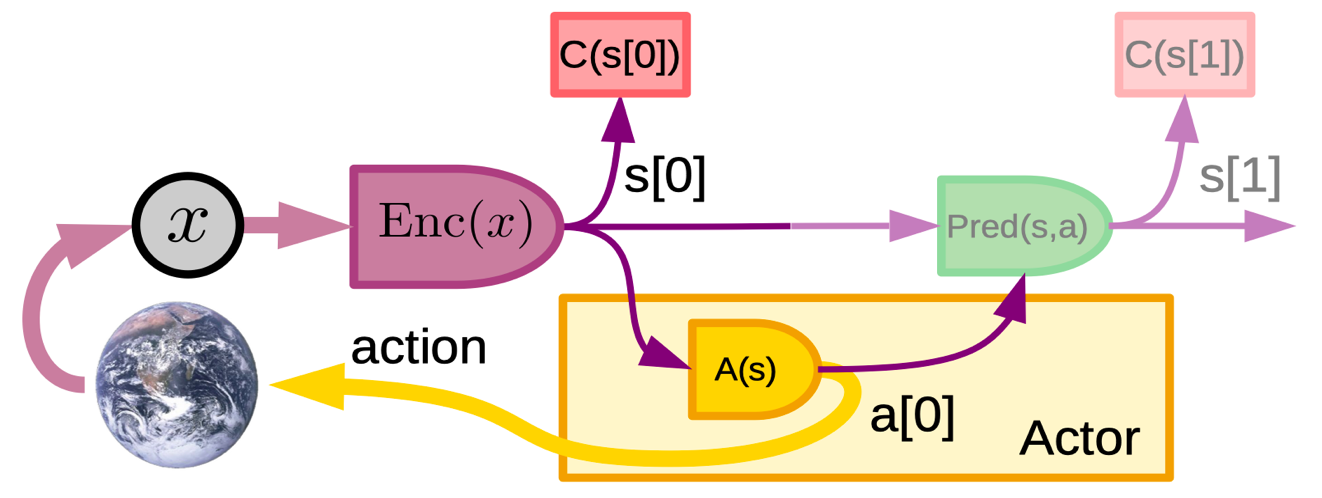 C(s[0])
C(s[1])
s[0]
s[1]
x
Enc(x)
Pred(s,a)
action
A(s)
a[0]
Actor